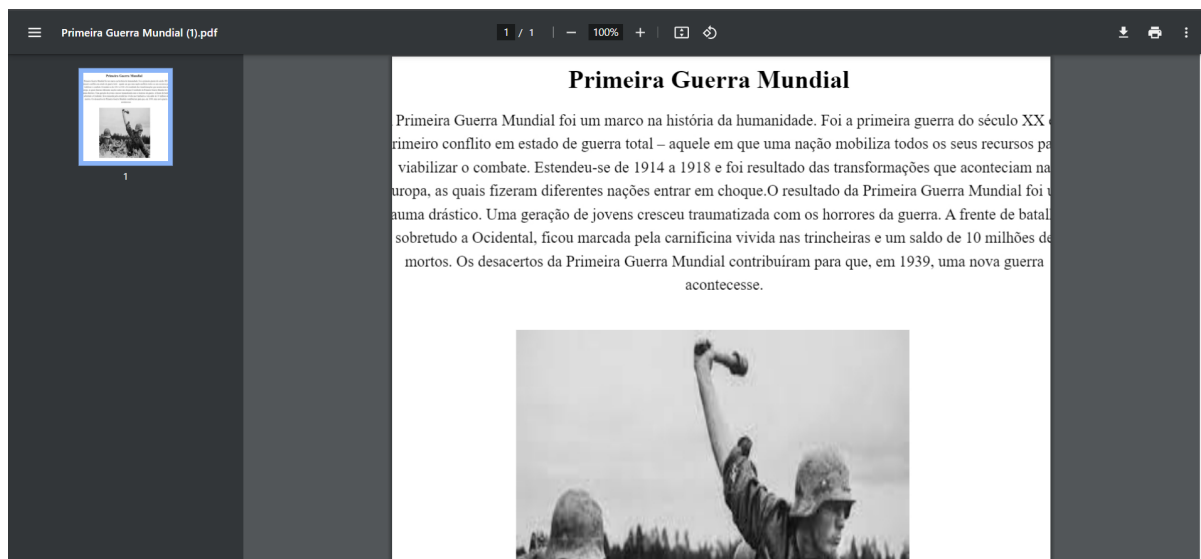 Primeira Guerra Mundial (1).pdf
1 / 1
100%
1
Primeira Guerra Mundial
Primeira Guerra Mundial foi um marco na história da humanidade. Foi a primeira guerra do século XX
rimeiro conflito em estado de guerra total – aquele em que uma nação mobiliza todos os seus recursos pa
viabilizar o combate. Estendeu-se de 1914 a 1918 e foi resultado das transformações que aconteciam na
uropa, as quais fizeram diferentes nações entrar em choque.O resultado da Primeira Guerra Mundial foi
auma drástico. Uma geração de jovens cresceu traumatizada com os horrores da guerra. A frente de batal
sobretudo a Ocidental, ficou marcada pela carnificina vivida nas trincheiras e um saldo de 10 milhões de
mortos. Os desacertos da Primeira Guerra Mundial contribuíram para que, em 1939, uma nova guerra
acontecesse.